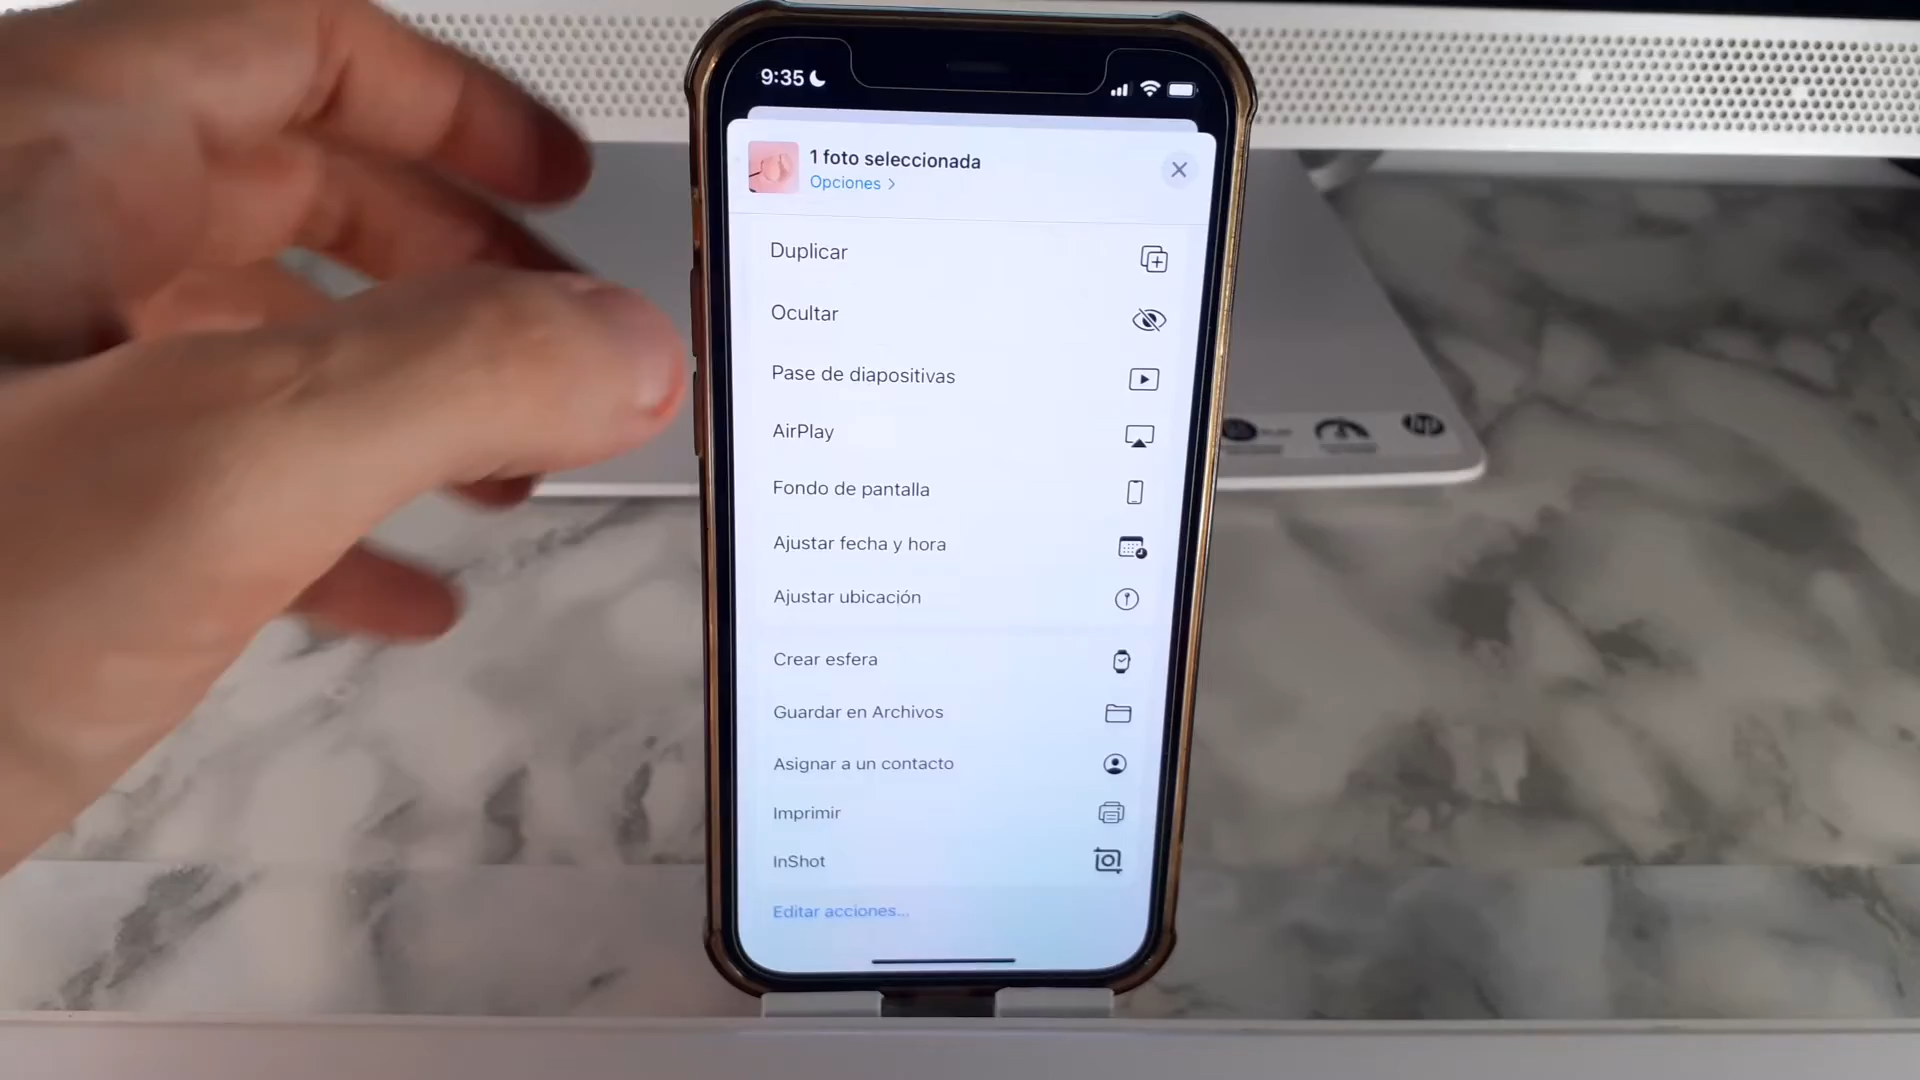 9:35
1 foto seleccionada
Opciones >
Duplicar
Ocultar
Pase de diapositivas
AirPlay
Fondo de pantalla
Ajustar fecha y hora
Ajustar ubicación
Crear esfera
Guardar en Archivos
Asignar a un contacto
Imprimir
InShot
Editar acciones...
hp